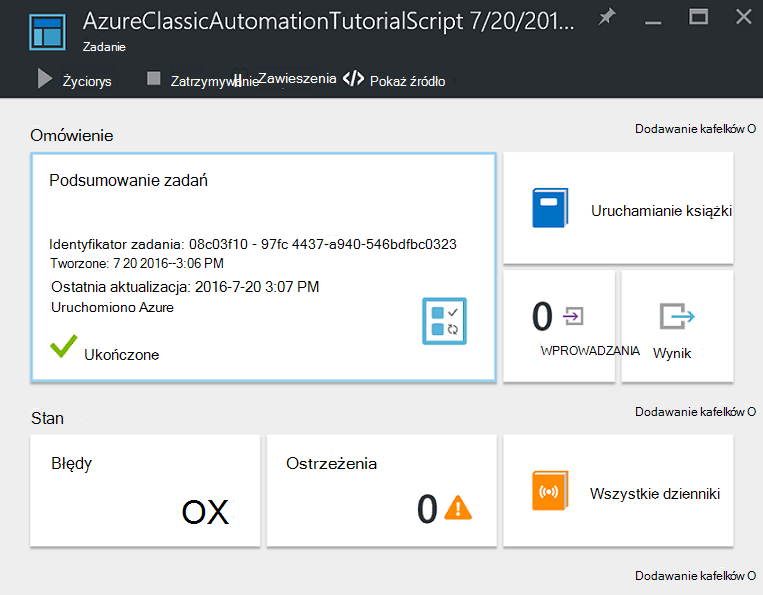 AzureClassicAutomationTutorialScript 7/20/201...
Zadanie
Życiorys
Zatrzymywanie
Zawieszenia
Pokaż źródło
Dodawanie kafelków O
Omówienie
Podsumowanie zadań
Identyfikator zadania: 08c03f10 - 97fc 4437-a940-546bdfbc0323
Tworzone: 7 20 2016--3:06 PM
Ostatnia aktualizacja: 2016-7-20 3:07 PM
Uruchomiono Azure
Ukończone
Uruchamianie książki
0
WPROWADZANIA
Wynik
Dodawanie kafelków O
Stan
Błędy
OX
Ostrzeżenia
0
Wszystkie dzienniki
Dodawanie kafelków O